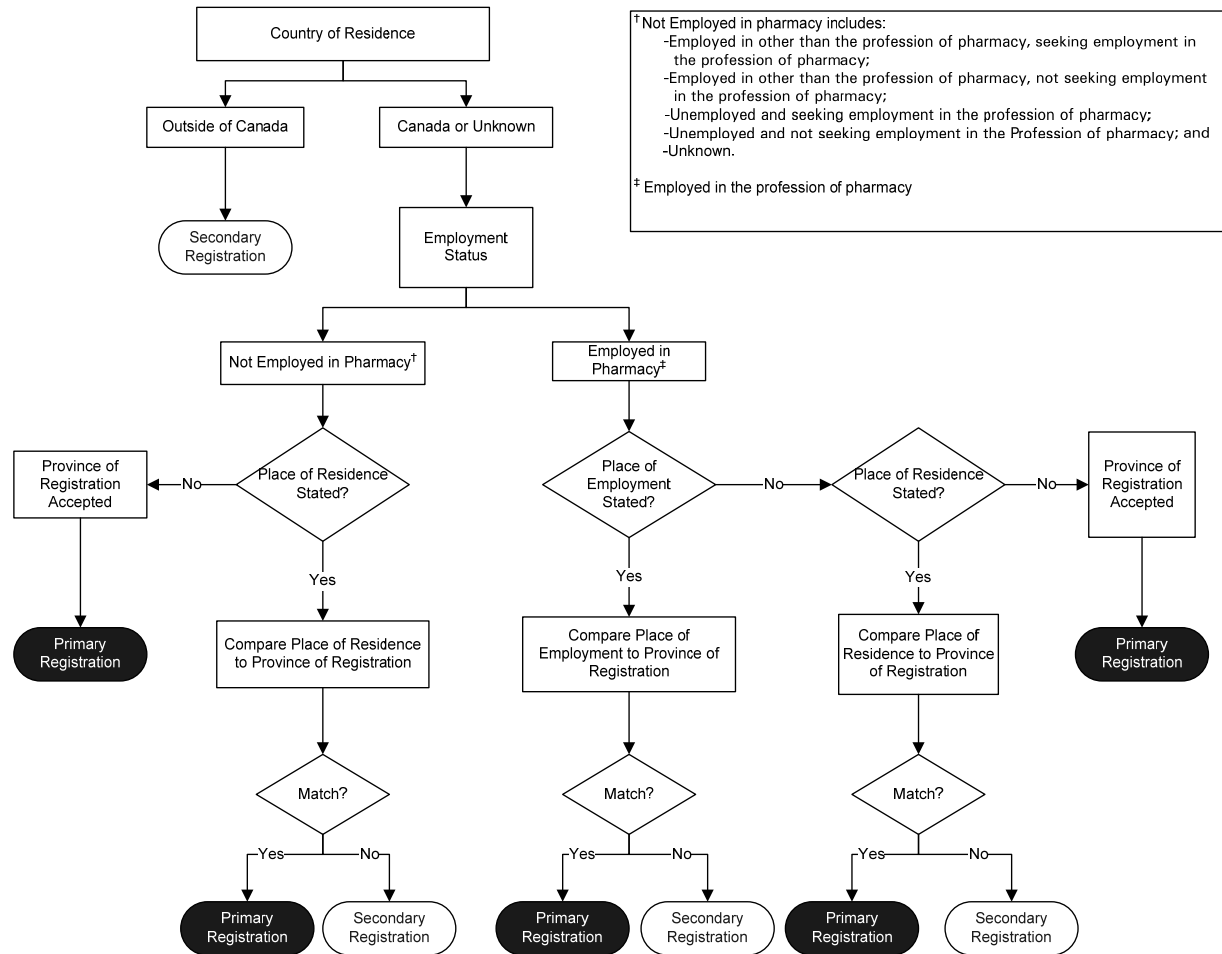 Country of Residence
†Not Employed in pharmacy includes:
-Employed in other than the profession of pharmacy, seeking employment in
the profession of pharmacy;
-Employed in other than the profession of pharmacy, not seeking employment
in the profession of pharmacy;
-Unemployed and seeking employment in the profession of pharmacy;
-Unemployed and not seeking employment in the Profession of pharmacy; and
-Unknown.
‡ Employed in the profession of pharmacy
Outside of Canada
Canada or Unknown
Secondary
Registration
Employment
Status
Not Employed in Pharmacy†
Employed in
Pharmacy‡
Province of
Registration
Accepted
No
Place of Residence
Stated?
Place of
Employment
Stated?
No
Place of Residence
Stated?
No
Province of
Registration
Accepted
Yes
Yes
Yes
Primary
Registration
Compare Place of Residence
to Province of Registration
Compare Place of
Employment to Province of
Registration
Compare Place of
Residence to Province
of Registration
Primary
Registration
Match?
Match?
Match?
Yes
No
Yes
No
Yes
No
Primary
Registration
Secondary
Registration
Primary
Registration
Secondary
Registration
Primary
Registration
Secondary
Registration